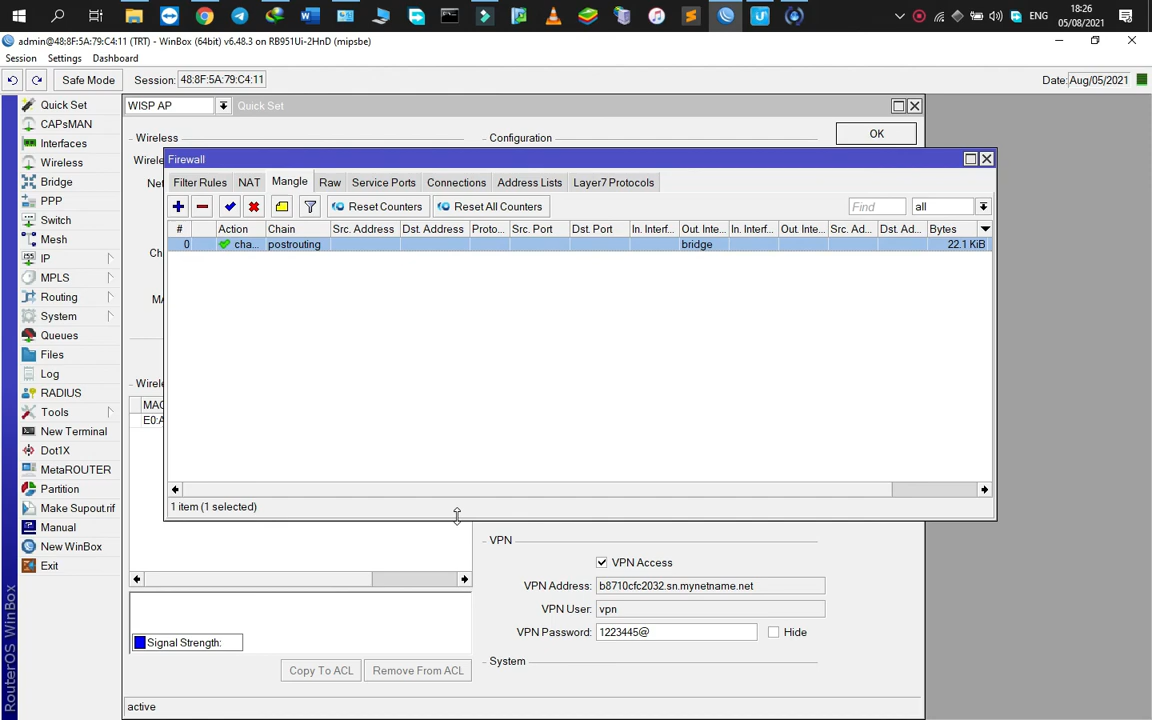 18:26
ENG
05/08/2021
admin@48:8F:5A:79:C4:11 (TRT) - WinBox (64bit) v6.48.3 on RB951Ui-2HnD (mipsbe)
Session Settings Dashboard
Safe Mode Session: 48:8F:5A:79:C4:11 Date: Aug/05/2021
Quick Set
CAPsMAN
Interfaces
Wireless
Bridge
PPP
Switch
Mesh
IP
MPLS
Routing
System
Queues
Files
Log
RADIUS
Tools
New Terminal
Dot1X
MetaROUTER
Partition
Make Supout.rif
Manual
New WinBox
Exit
RouterOS WinBox
WISP AP Quick Set
Wireless Configuration OK
Firewall
Filter Rules NAT Mangle Raw Service Ports Connections Address Lists Layer7 Protocols
Reset Counters Reset All Counters Find all
# Action Chain Src. Address Dst. Address Proto... Src. Port Dst. Port In. Interf... Out. Inte... In. Interf... Out. Inte... Src. Ad... Dst. Ad... Bytes
0 cha... postrouting bridge 22.1 KiB
1 item (1 selected)
VPN
VPN Access
VPN Address: b8710cfc2032.sn.mynetname.net
VPN User: vpn
VPN Password: 1223445@ Hide
System
Signal Strength:
Copy To ACL Remove From ACL
active